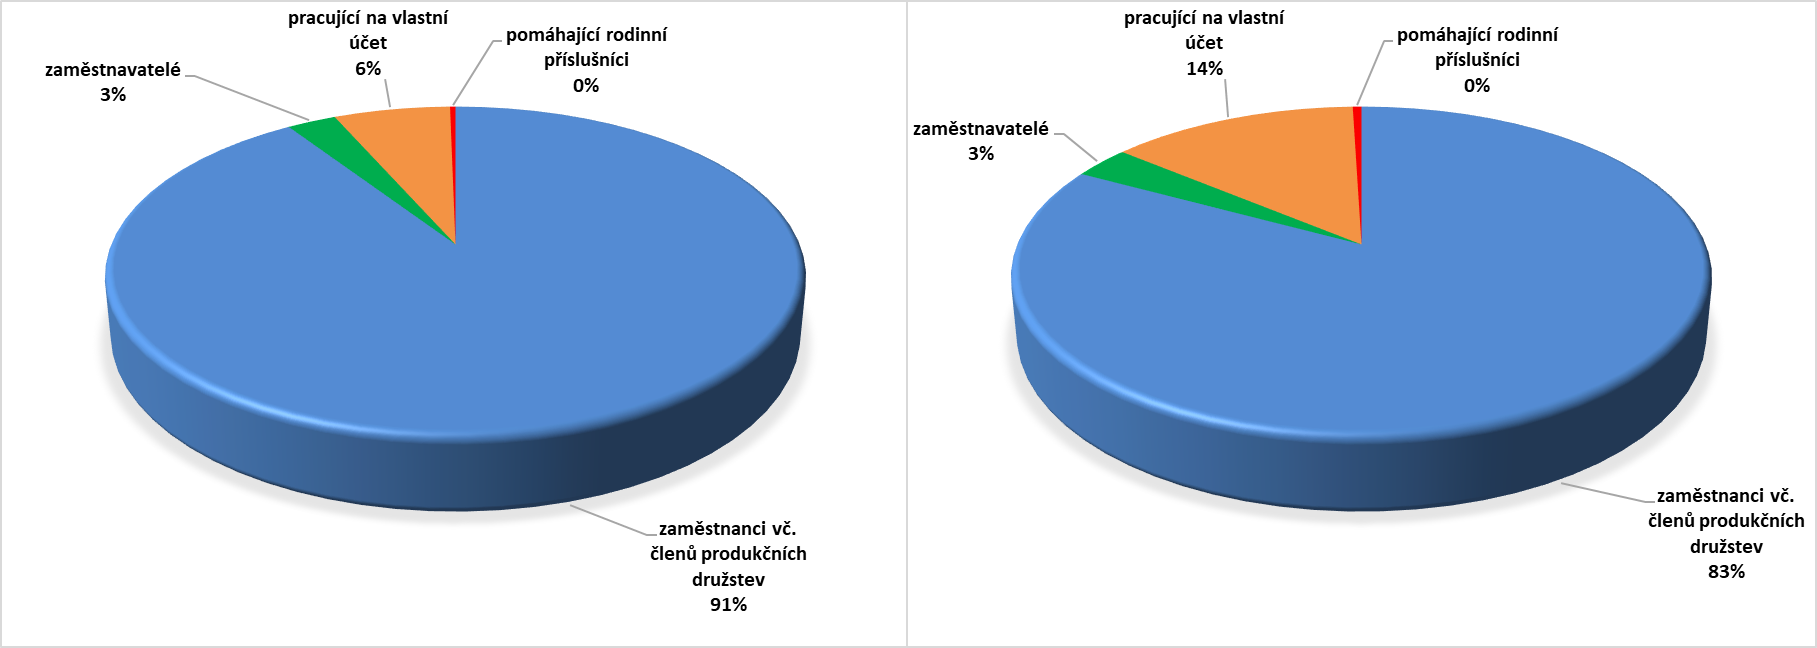 pracující na vlastní
účet
6%
pomáhající rodinní
příslušníci
0%
zaměstnavatelé
3%
zaměstnanci vč.
členů produkčních
družstev
91%
pracující na vlastní
účet
14%
pomáhající rodinní
příslušníci
0%
zaměstnavatelé
3%
zaměstnanci vč.
členů produkčních
družstev
83%